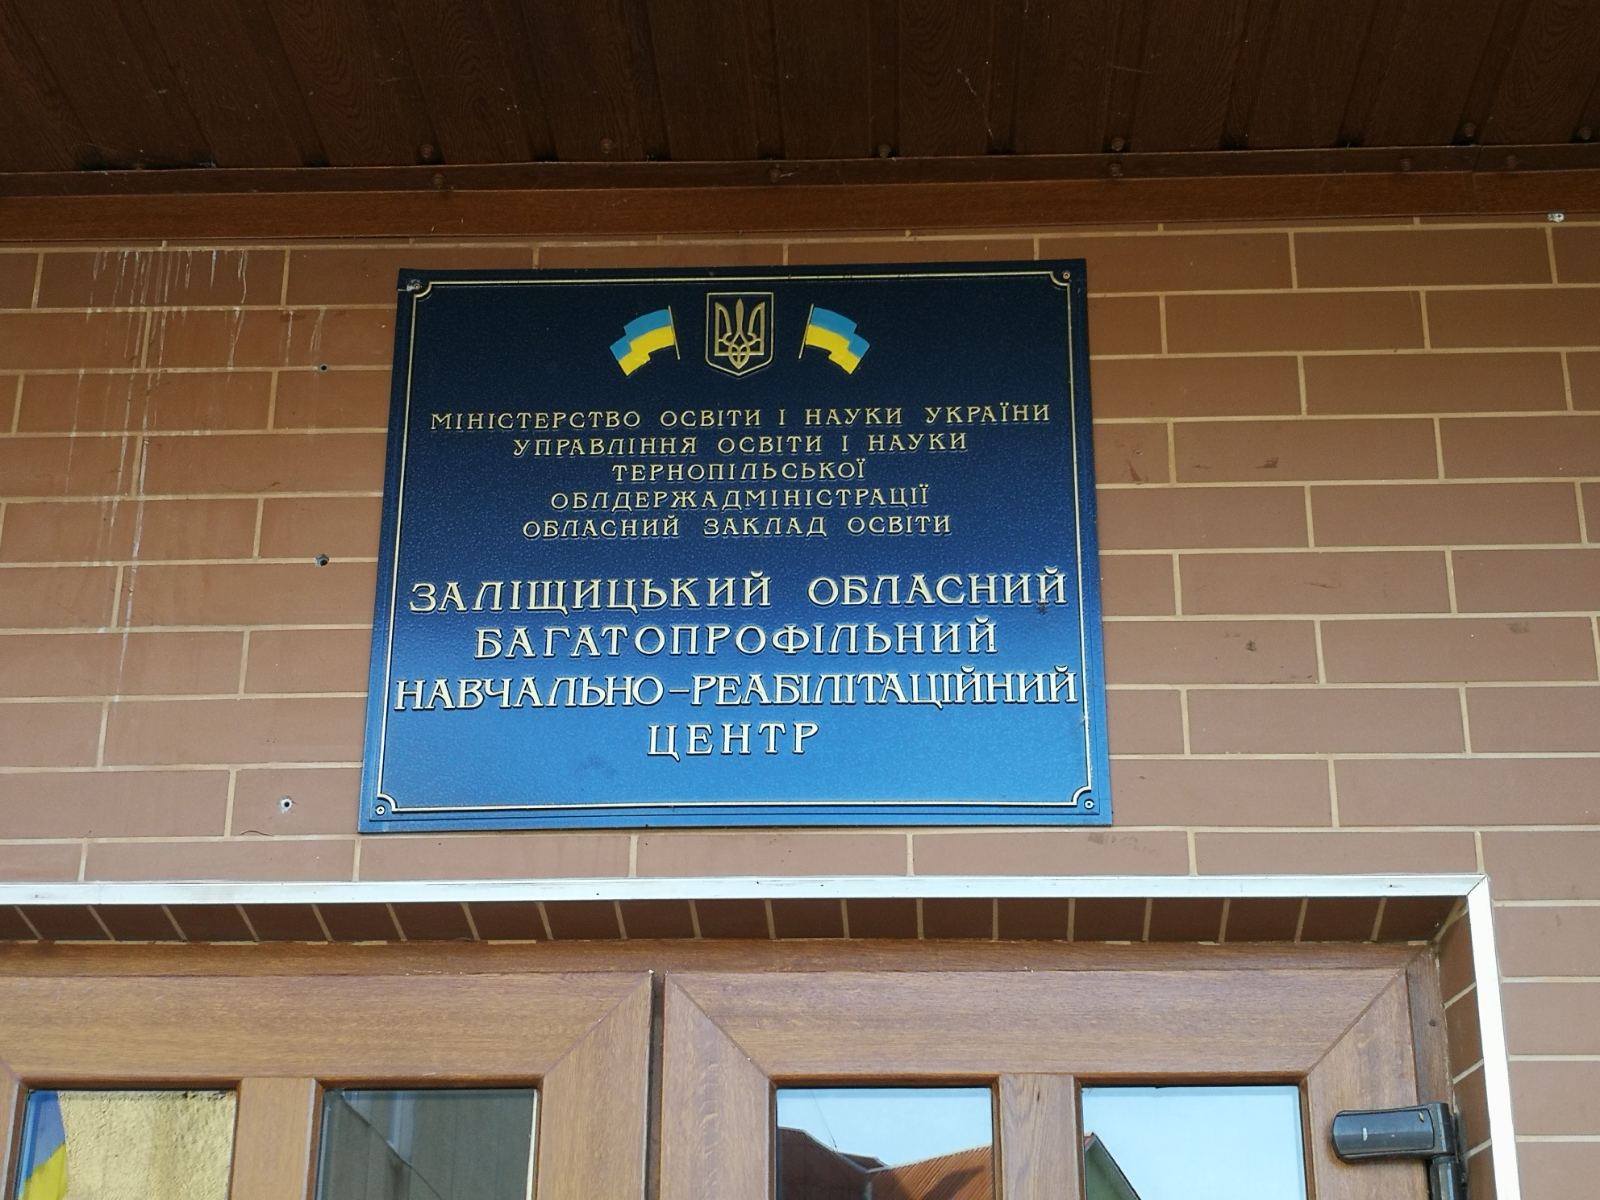 МІНІСТЕРСТВО ОСВІТИ І НАУКИ УКРАЇНИ
УПРАВЛІННЯ ОСВІТИ І НАУКИ
ТЕРНОПІЛЬСЬКОЇ
ОБЛДЕРЖАДМІНІСТРАЦІЇ
ОБЛАСНИЙ ЗАКЛАД ОСВІТИ
ЗАЛІЩИЦЬКИЙ ОБЛАСНИЙ
БАГАТОПРОФІЛЬНИЙ
НАВЧАЛЬНО-РЕАБІЛІТАЦІЙНИЙ
ЦЕНТР